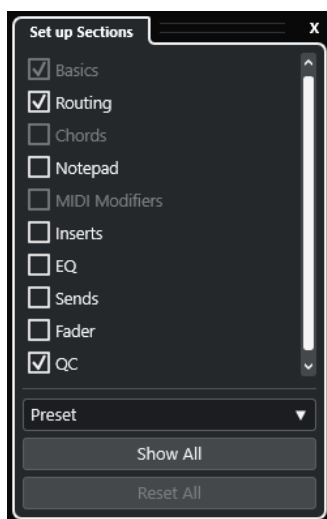 Set up Sections X
Basics
Routing
Chords
Notepad
MIDI Modifiers
Inserts
EQ
Sends
Fader
QC
Preset
Show All
Reset All